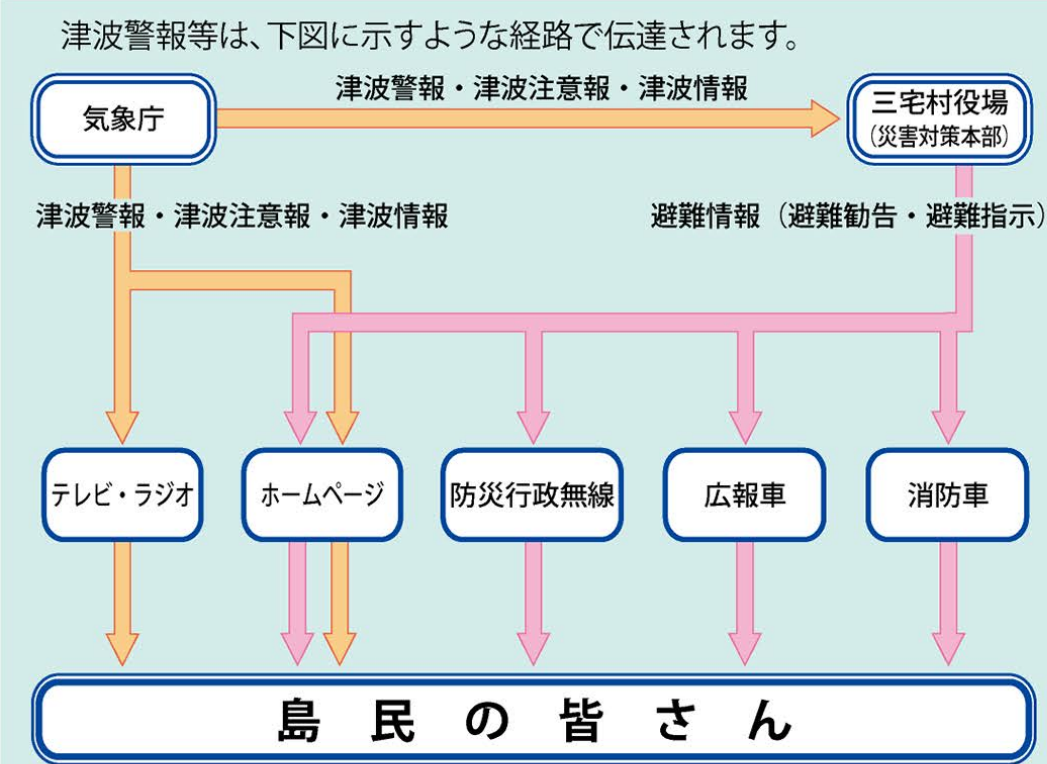 津波警報等は、下図に示すような経路で伝達されます。
気象庁
津波警報・津波注意報・津波情報
三宅村役場
（災害対策本部）
津波警報・津波注意報・津波情報
避難情報（避難勧告・避難指示）
テレビ・ラジオ
ホームページ
防災行政無線
広報車
消防車
島民の皆さん